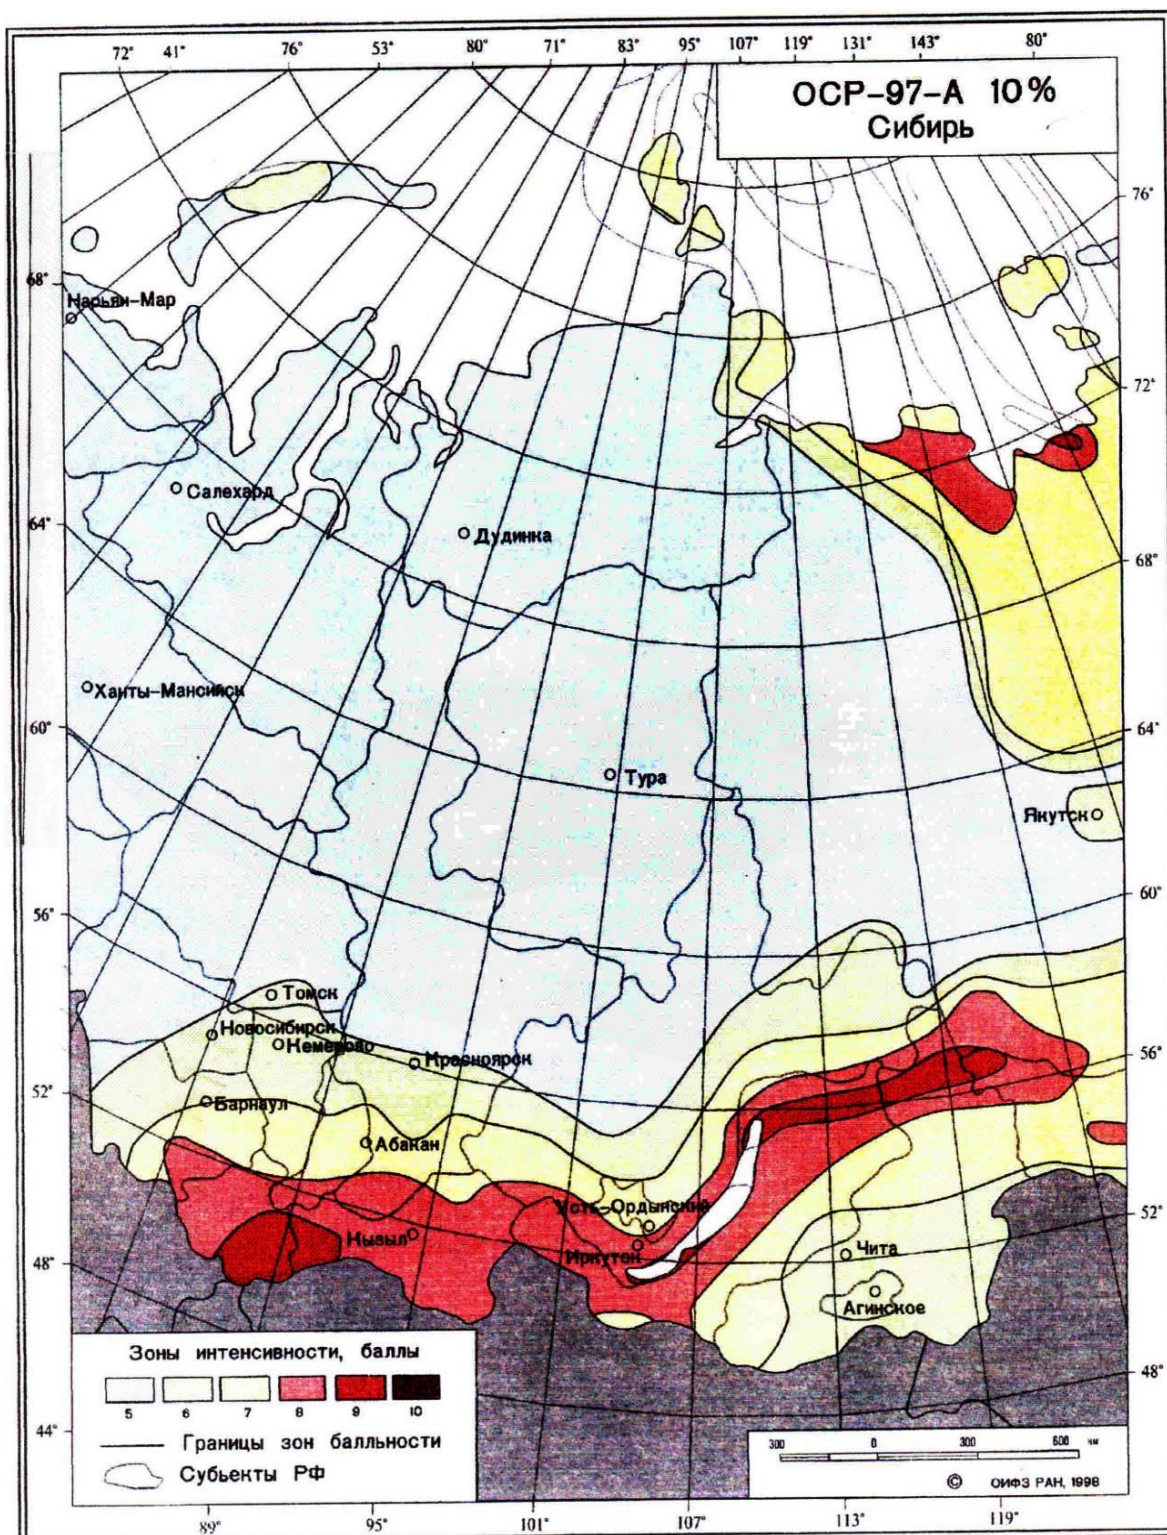 72° 41° 76° 53° 80° 71° 83° 95° 107° 119° 131° 143° 80°
ОСР-97-А 10%
Сибирь
76°
68°
Нарьян-Мар
72°
Салехард
64°
Дудинка
68°
Ханты-Мансийск
60°
64°
Тура
Якутск
60°
56°
Томск
Новосибирск
Кемерово
Красноярск
56°
52°
Барнаул
Абакан
Усть-Ордынский
52°
Кызыл
Иркутск
Чита
48°
Агинское
Зоны интенсивности, баллы
5 6 7 8 9 10
48°
44°
Границы зон балльности
Субьекты РФ
300 0 300 600 км
© ОИФЗ РАН, 1998
89° 95° 101° 107° 113° 119°